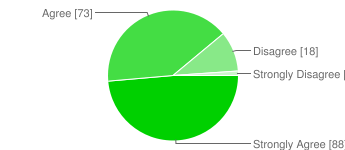 Agree [73]
Disagree [18]
Strongly Disagree [
Strongly Agree [88]